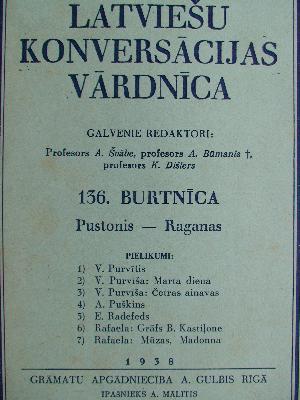 LATVIEŠU
KONVERSĀCIJAS
VĀRDNĪCA
GALVENIE REDAKTORI:
Profesors A. Švābe, profesors A. Būmanis †,
profesors K. Dišlers
136. BURTNĪCA
Pustonis — Raganas
PIELIKUMI:
1) V. Purvītis
2) V. Purvīša: Marta diena
3) V. Purvīša: Četras ainavas
4) A. Puškins
5) E. Radefeds
6) Rafaela: Grāfs B. Kastiļone
7) Rafaela: Mūzas, Madonna
1938
GRĀMATU APGĀDNIECĪBA A. GULBIS RĪGĀ
IPAŠNIEKS A. MALITIS